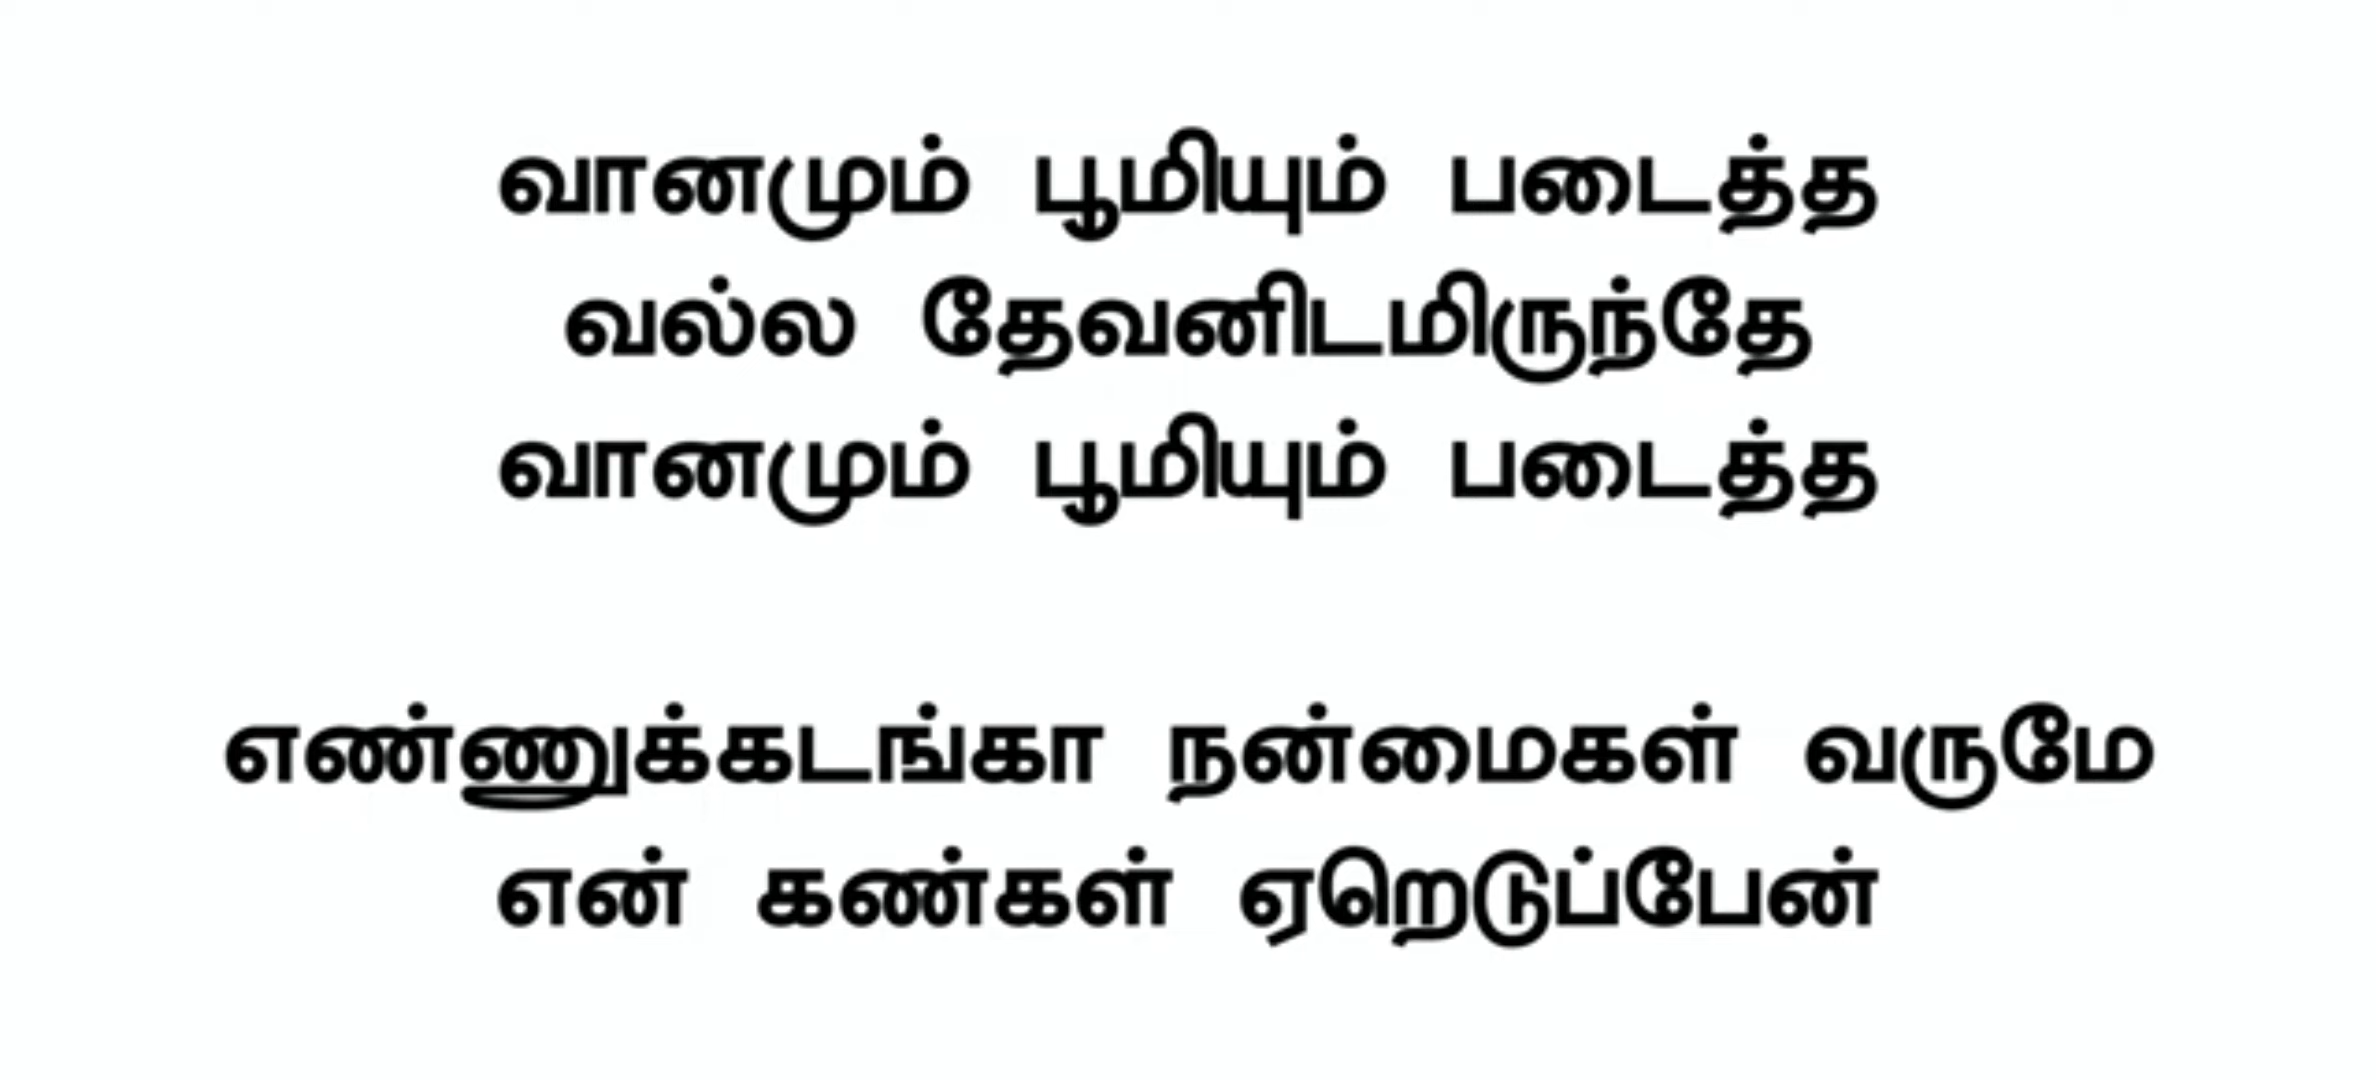 வானமும் பூமியும் படைத்த
வல்ல தேவனிடமிருந்தே
வானமும் பூமியும் படைத்த
எண்ணுக்கடங்கா நன்மைகள் வருமே
என் கண்கள் ஏறெடுப்பேன்